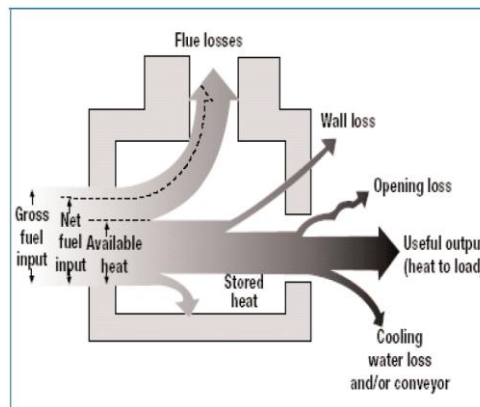 Flue losses
Wall loss
Opening loss
Gross
fuel
input
Net
fuel
input
Available
heat
Useful output
(heat to load
Stored
heat
Cooling
water loss
and/or conveyor